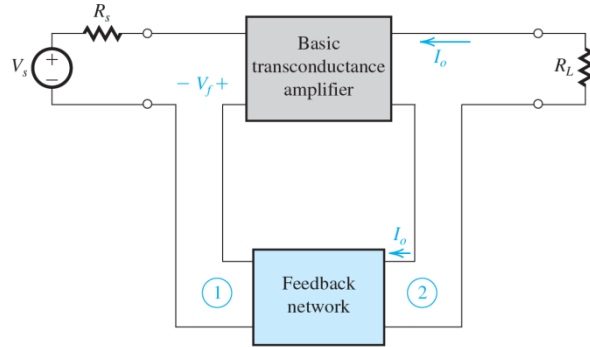 R_s
V_s
+
−
− V_f +
Basic
transconductance
amplifier
I_o
R_L
I_o
1
Feedback
network
2